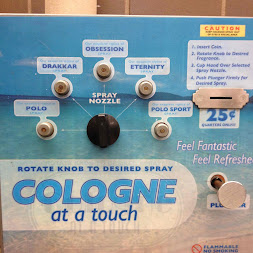 OBSESSION
DRAKKAR
ETERNITY
SPRAY
NOZZLE
POLO
POLO SPORT
CAUTION
1. Insert Coin.
2. Rotate Knob to Desired
Fragrance.
3. Cup Hand Over Selected
Spray Nozzle.
4. Push Plunger Firmly for
Desired Spray.
25¢
QUARTERS ONLY
Feel Fantastic
Feel Refreshe
ROTATE KNOB TO DESIRED SPRAY
COLOGNE
at a touch
FLAMMABLE
NO SMOKING